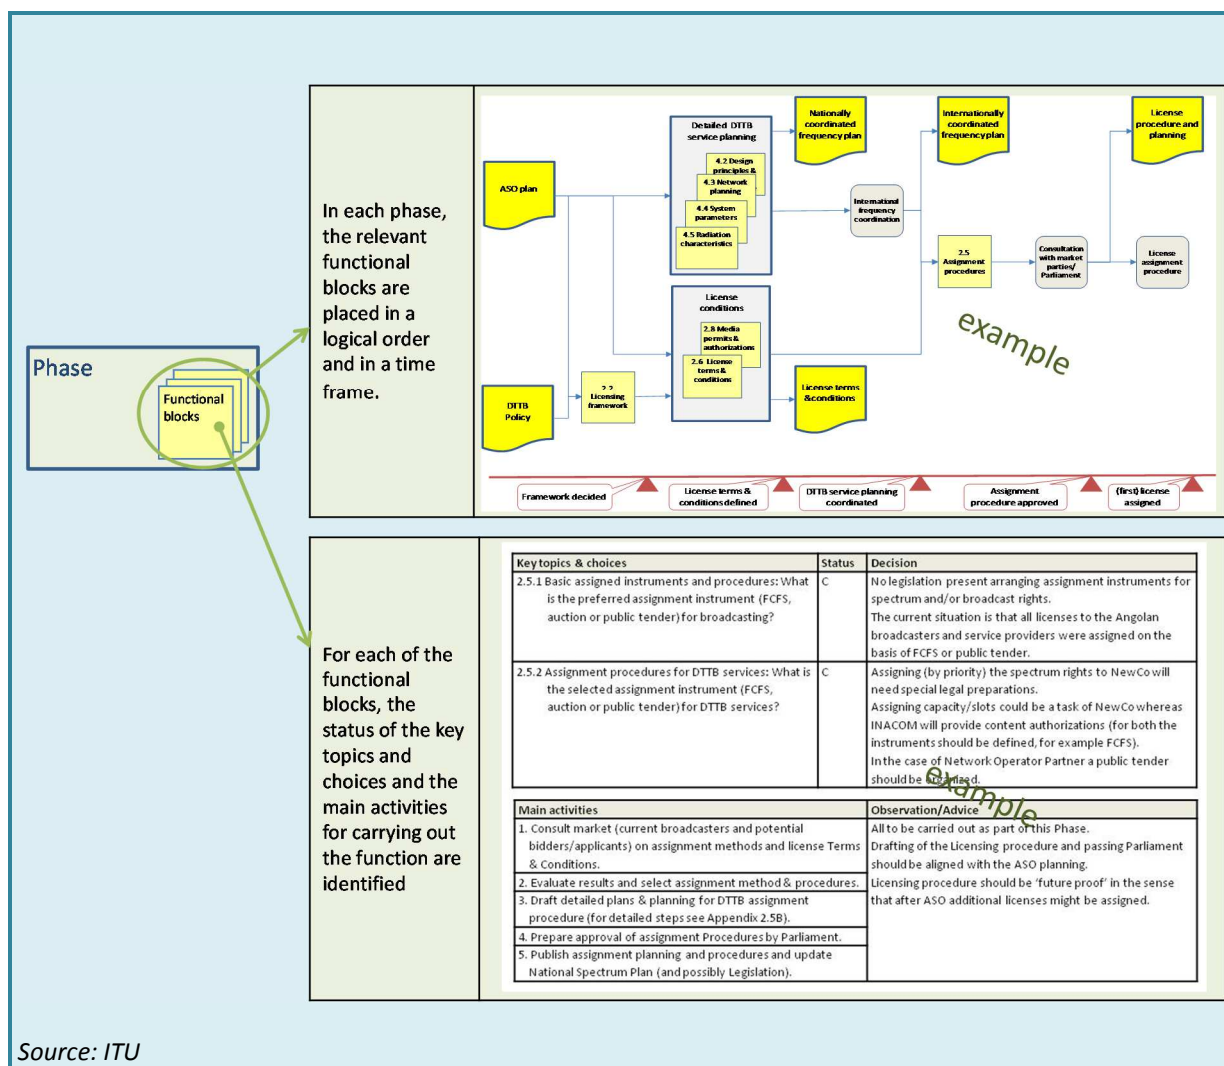 Phase
Functional
blocks
In each phase,
the relevant
functional
blocks are
placed in a
logical order
and in a time
frame.
ASO plan
DTTB
Policy
2.2
Licensing
framework
Detailed DTTB
service planning
4.2 Design
principles &
4.3 Network
planning
4.4 System
parameters
4.5 Radiation
characteristics
License
conditions
2.8 Media
permits &
authorizations
2.6 License
terms &
conditions
Nationally
coordinated
frequency plan
International
frequency
coordination
License terms
&conditions
Internationally
coordinated
frequency plan
2.5
Assignment
procedures
Consultation
with market
parties/
Parliament
License
procedure and
planning
License
assignment
procedure
example
Framework decided
License terms &
conditions defined
DTTB service planning
coordinated
Assignment
procedure approved
(first) license
assigned
For each of the
functional
blocks, the
status of the key
topics and
choices and the
main activities
for carrying out
the function are
identified
Key topics & choices Status Decision
2.5.1 Basic assigned instruments and procedures: What
is the preferred assignment instrument (FCFS,
auction or public tender) for broadcasting?
C
No legislation present arranging assignment instruments for
spectrum and/or broadcast rights.
The current situation is that all licenses to the Angolan
broadcasters and service providers were assigned on the
basis of FCFS or public tender.
2.5.2 Assignment procedures for DTTB services: What is
the selected assignment instrument (FCFS,
auction or public tender) for DTTB services?
C
Assigning (by priority) the spectrum rights to NewCo will
need special legal preparations.
Assigning capacity/slots could be a task of NewCo whereas
INACOM will provide content authorizations (for both the
instruments should be defined, for example FCFS).
In the case of Network Operator Partner a public tender
should be organized.
example
Main activities Observation/Advice
1. Consult market (current broadcasters and potential
bidders/applicants) on assignment methods and license Terms
& Conditions.
2. Evaluate results and select assignment method & procedures.
3. Draft detailed plans & planning for DTTB assignment
procedure (for detailed steps see Appendix 2.5B).
4. Prepare approval of assignment Procedures by Parliament.
5. Publish assignment planning and procedures and update
National Spectrum Plan (and possibly Legislation).
All to be carried out as part of this Phase.
Drafting of the Licensing procedure and passing Parliament
should be aligned with the ASO planning.
Licensing procedure should be 'future proof' in the sense
that after ASO additional licenses might be assigned.
Source: ITU